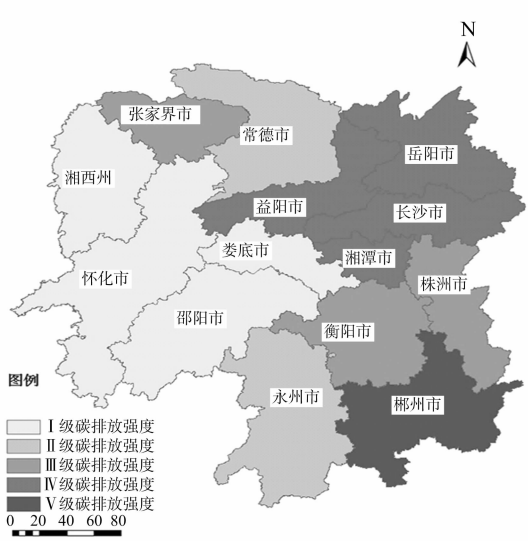 N
张家界市
常德市
岳阳市
湘西州
益阳市
长沙市
娄底市
湘潭市
怀化市
株洲市
邵阳市
衡阳市
图例
永州市
郴州市
Ⅰ级碳排放强度
Ⅱ级碳排放强度
Ⅲ级碳排放强度
Ⅳ级碳排放强度
Ⅴ级碳排放强度
0 20 40 60 80